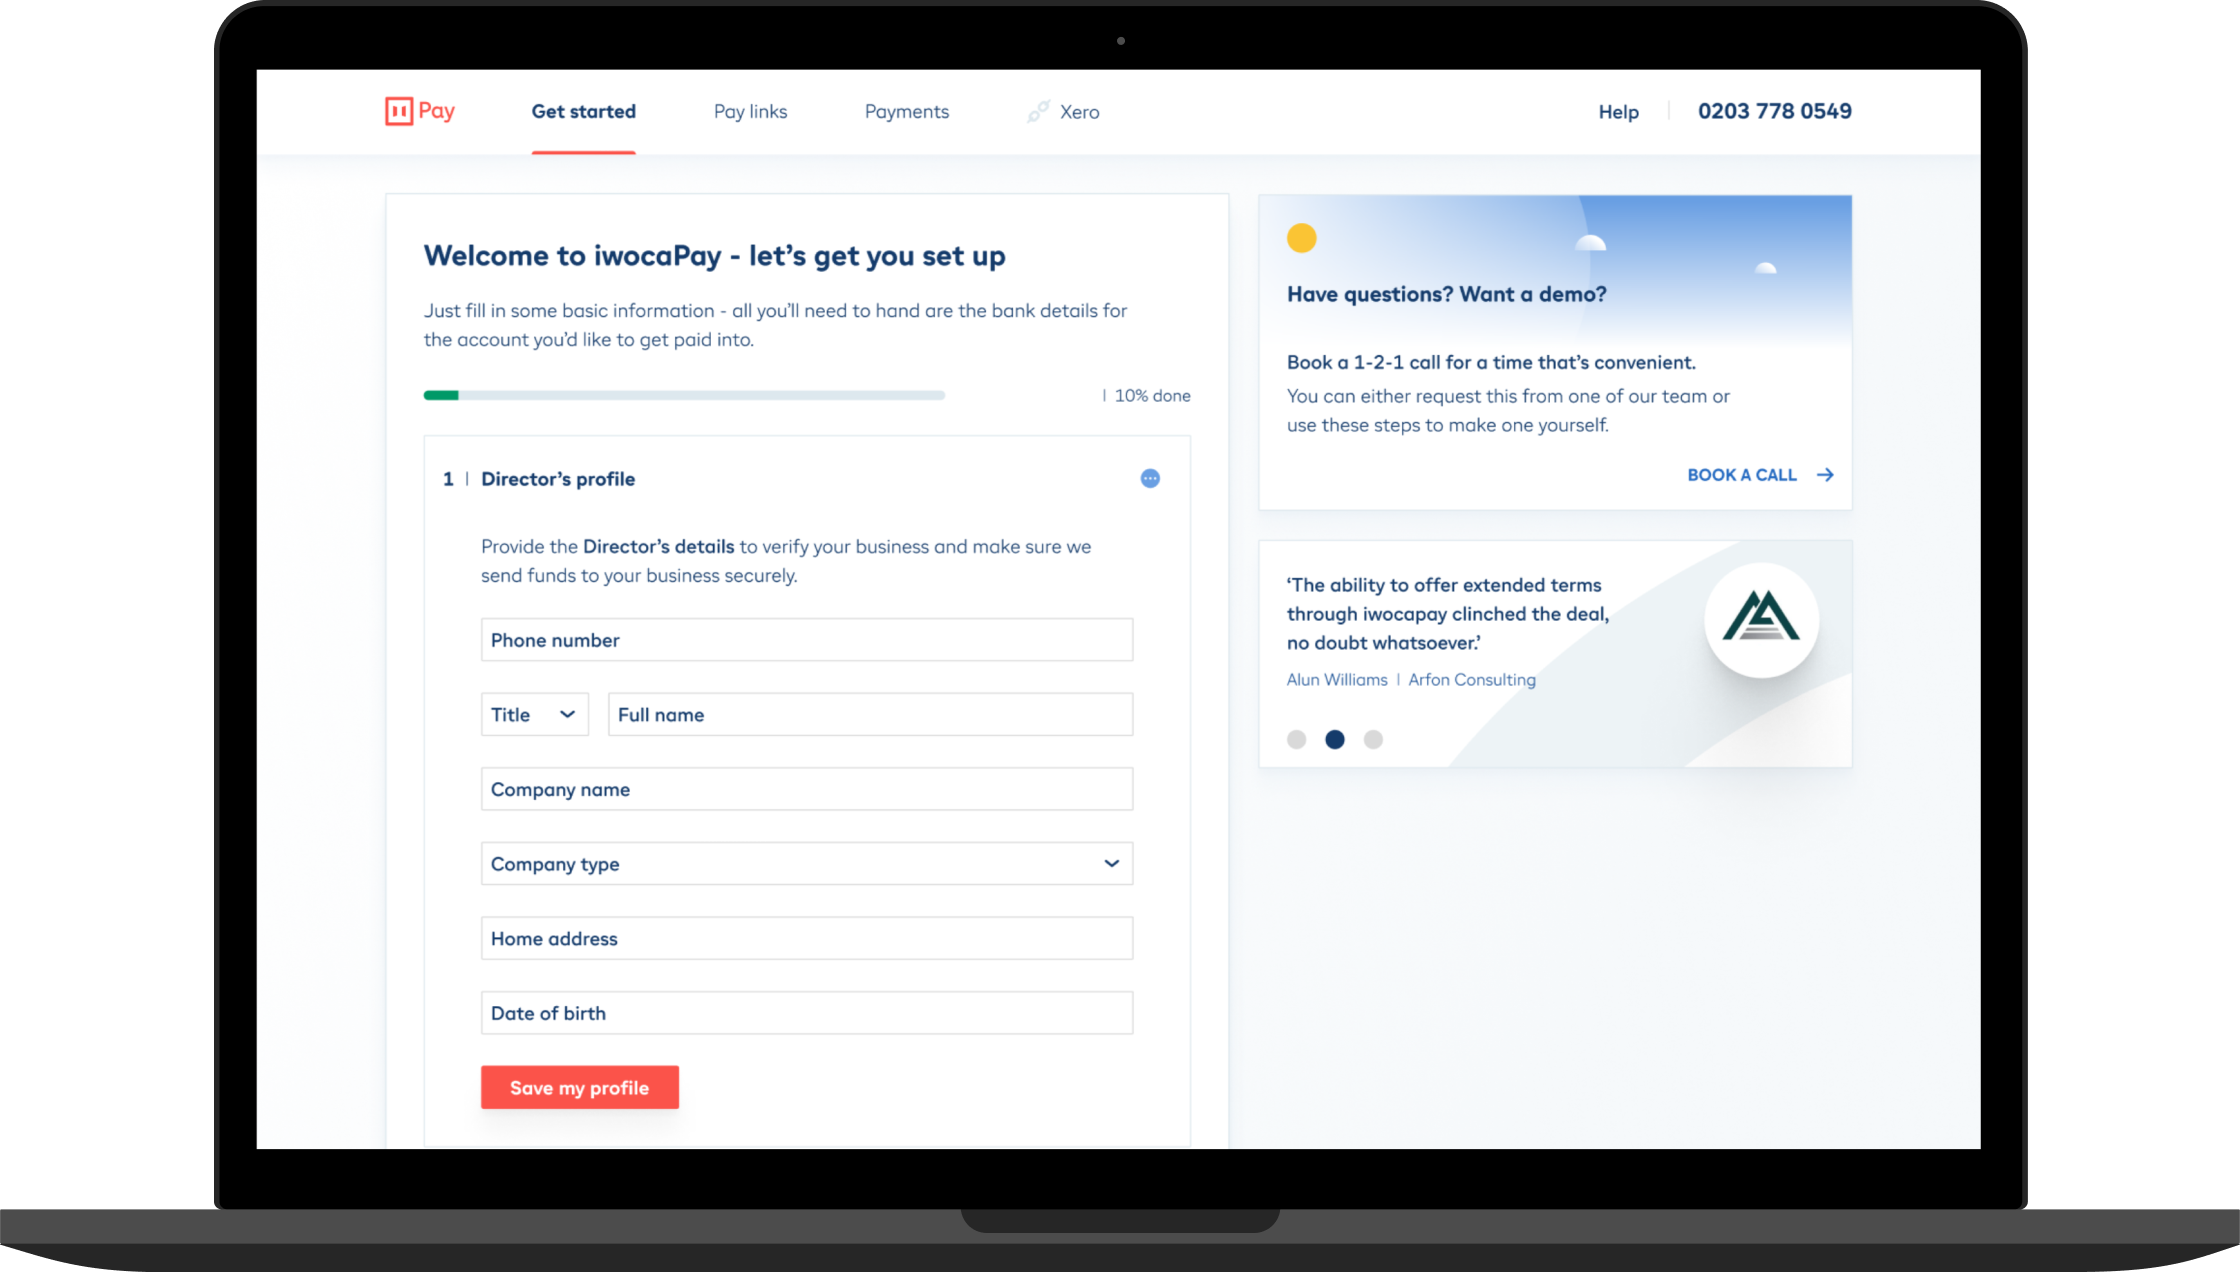 Pay
Get started
Pay links
Payments
Xero
Help
0203 778 0549
Welcome to iwocaPay - let's get you set up
Just fill in some basic information - all you'll need to hand are the bank details for
the account you'd like to get paid into.
10% done
1 | Director's profile
Provide the Director's details to verify your business and make sure we
send funds to your business securely.
Phone number
Title
Full name
Company name
Company type
Home address
Date of birth
Save my profile
Have questions? Want a demo?
Book a 1-2-1 call for a time that's convenient.
You can either request this from one of our team or
use these steps to make one yourself.
BOOK A CALL
‘The ability to offer extended terms
through iwocapay clinched the deal,
no doubt whatsoever.’
Alun Williams | Arfon Consulting